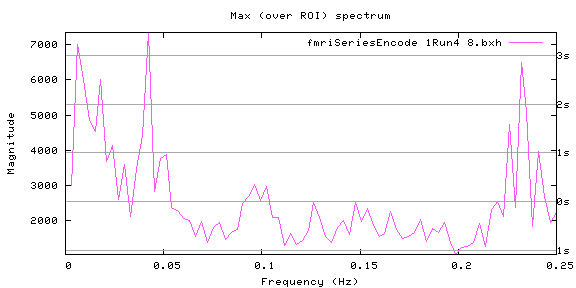 Max (over ROI) spectrum
fmriSeriesEncode 1Run4 8.bxh
7000
6000
5000
4000
3000
2000
Magnitude
3s
2s
1s
0s
1s
0
0.05
0.1
0.15
0.2
0.25
Frequency (Hz)